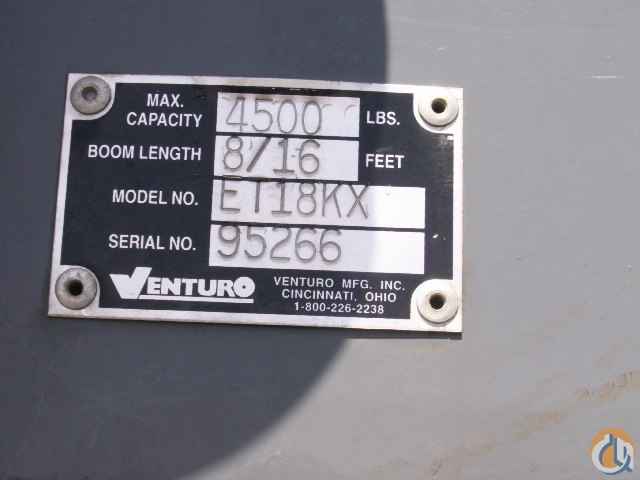 MAX. CAPACITY 4500 LBS.
BOOM LENGTH 8/16 FEET
MODEL NO. ET18KX
SERIAL NO. 95266
VENTURO
VENTURO MFG. INC.
CINCINNATI, OHIO
1-800-226-2238